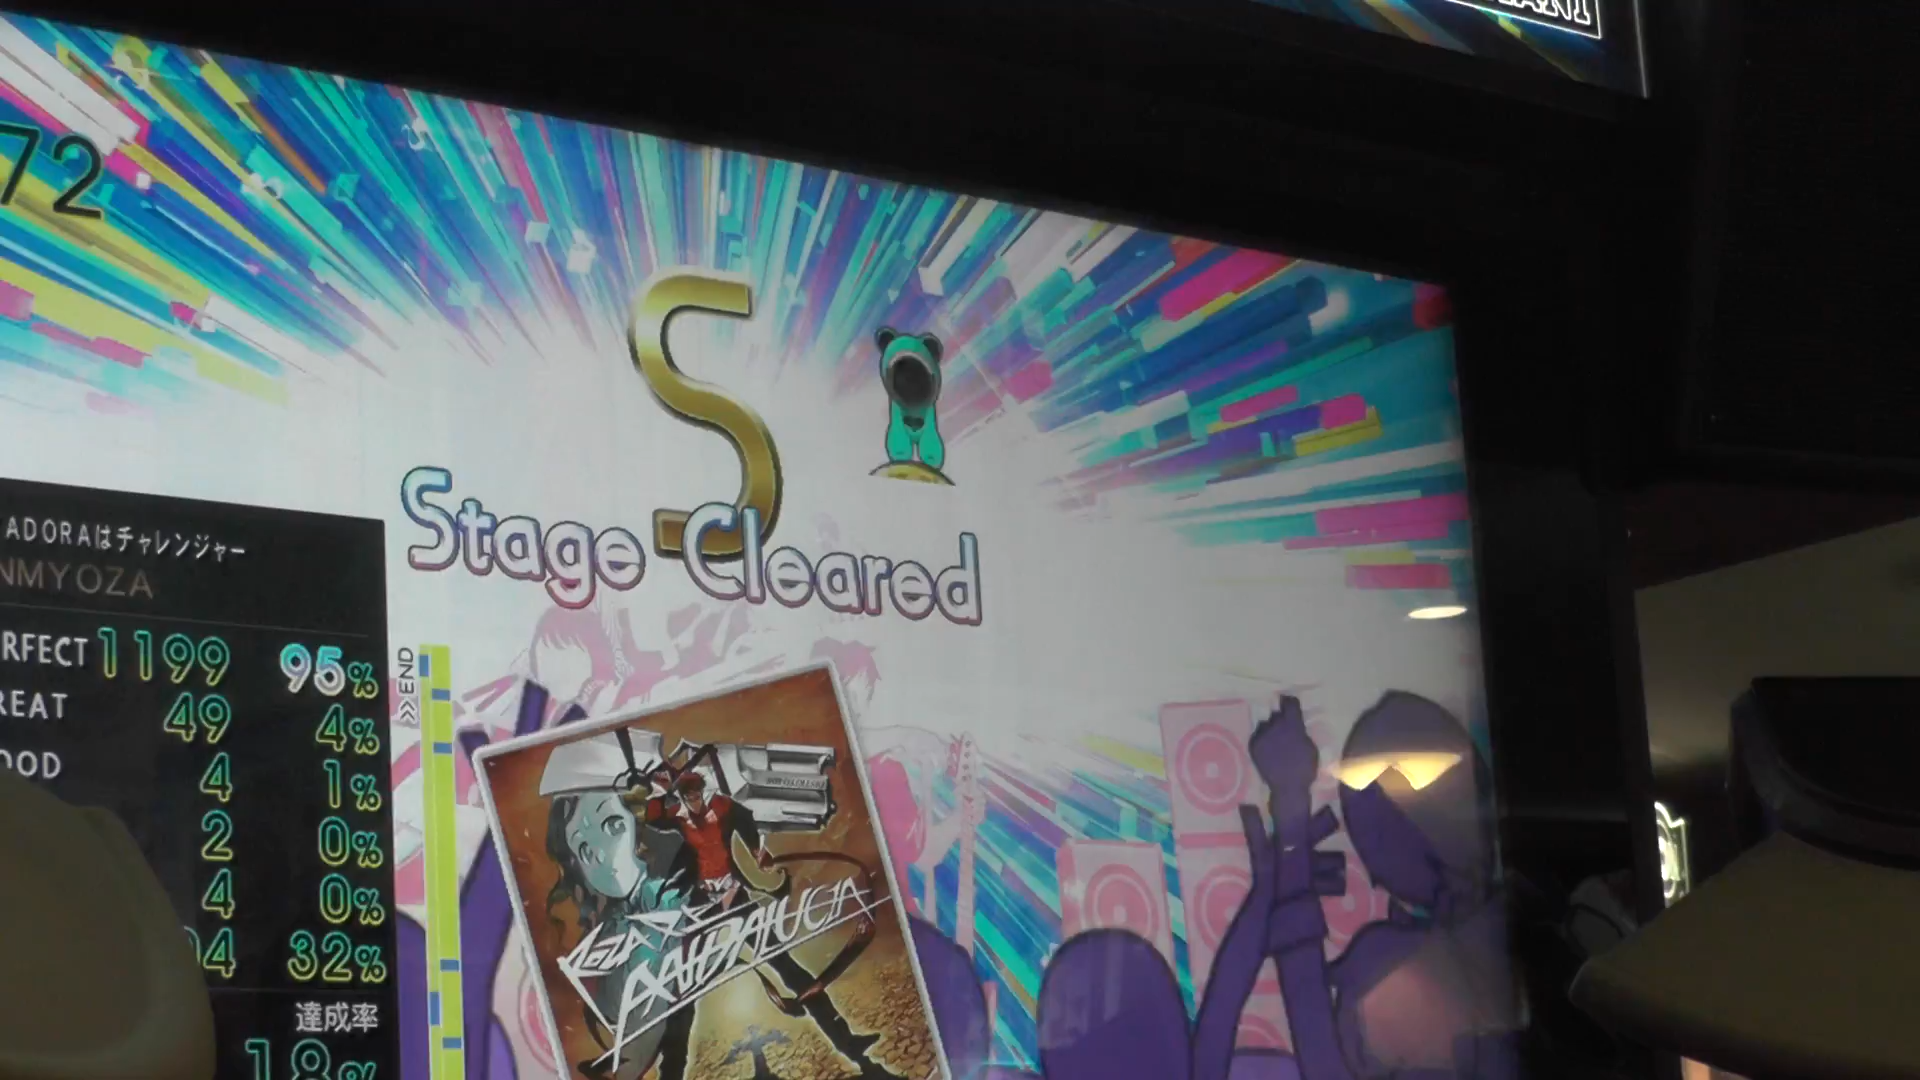 72
S
Stage Cleared
ADORAはチャレンジャー
NMYOZA
RFECT 1199 95%
REAT 49 4%
OOD 4 1%
2 0%
4 0%
04 32%
達成率
18%
>>END